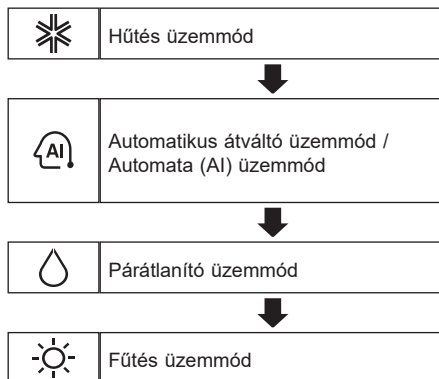 Hűtés üzemmód
AI
Automatikus átváltó üzemmód /
Automata (AI) üzemmód
Párátlanító üzemmód
Fűtés üzemmód